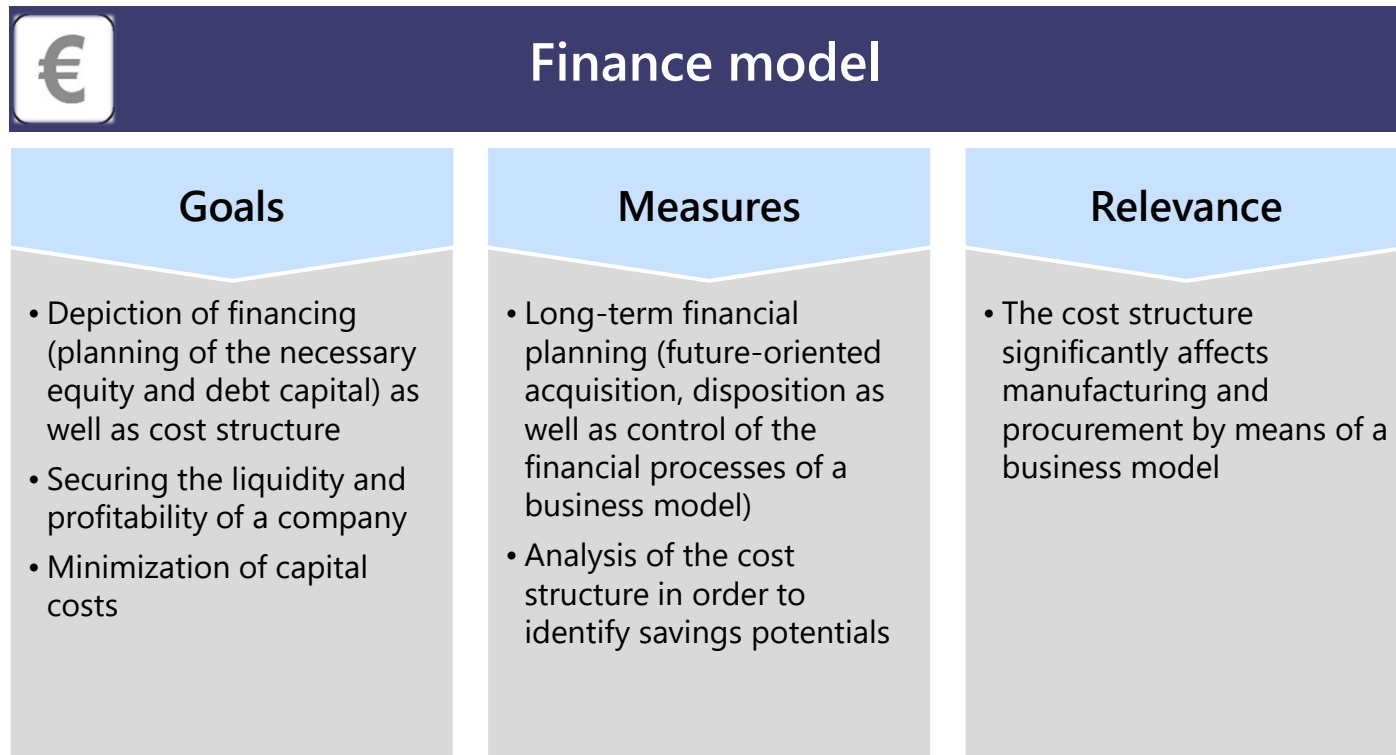 €
Finance model
Goals
• Depiction of financing
(planning of the necessary
equity and debt capital) as
well as cost structure
• Securing the liquidity and
profitability of a company
• Minimization of capital
costs
Measures
• Long-term financial
planning (future-oriented
acquisition, disposition as
well as control of the
financial processes of a
business model)
• Analysis of the cost
structure in order to
identify savings potentials
Relevance
• The cost structure
significantly affects
manufacturing and
procurement by means of a
business model